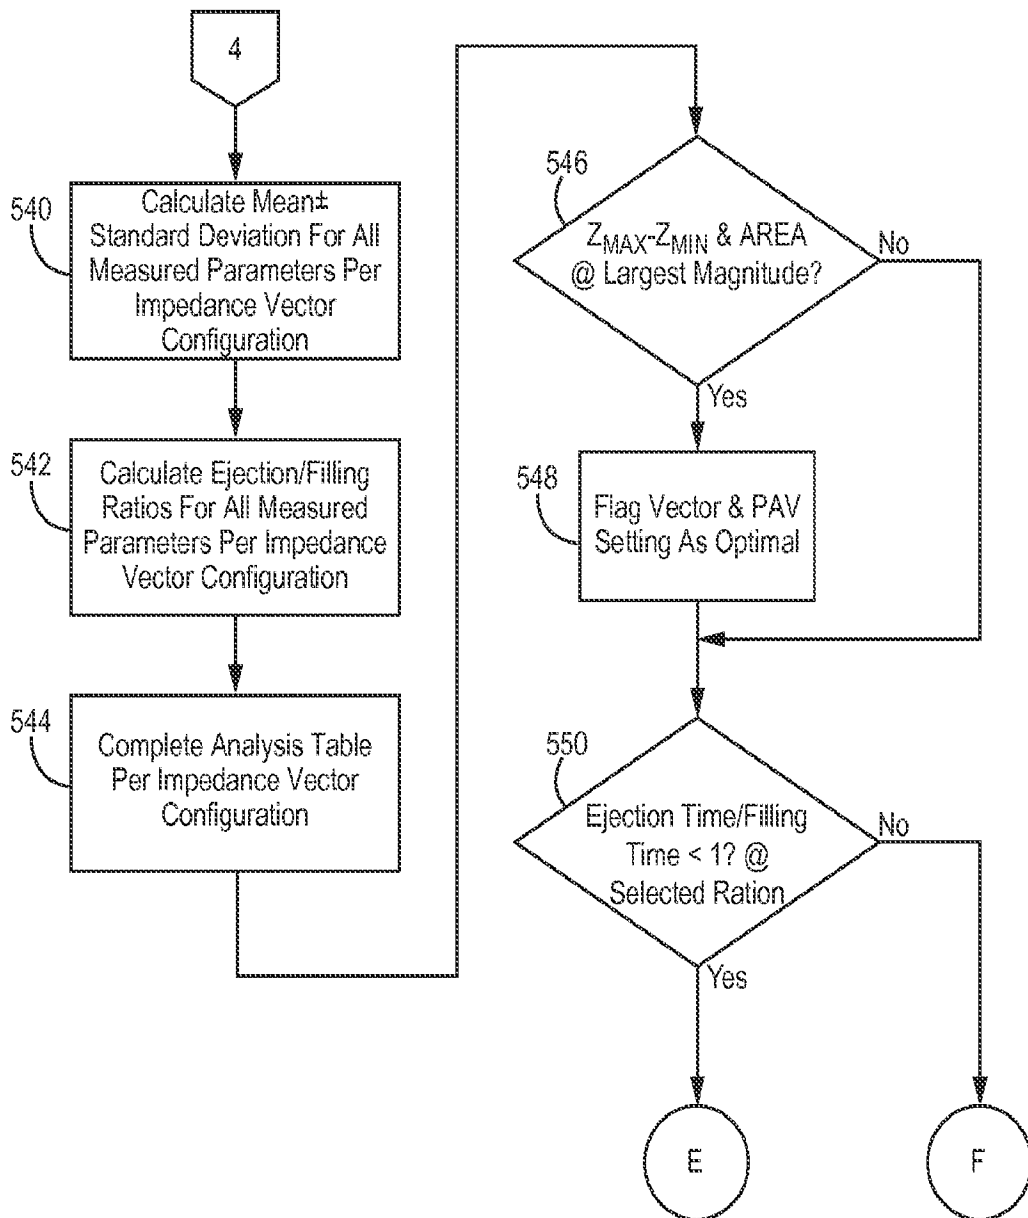 4
540
Calculate Mean±
Standard Deviation For All
Measured Parameters Per
Impedance Vector
Configuration
542
Calculate Ejection/Filling
Ratios For All Measured
Parameters Per Impedance
Vector Configuration
544
Complete Analysis Table
Per Impedance Vector
Configuration
546
ZMAX-ZMIN & AREA
@ Largest Magnitude?
No
Yes
548
Flag Vector & PAV
Setting As Optimal
550
Ejection Time/Filling
Time < 1? @
Selected Ration
No
Yes
E
F